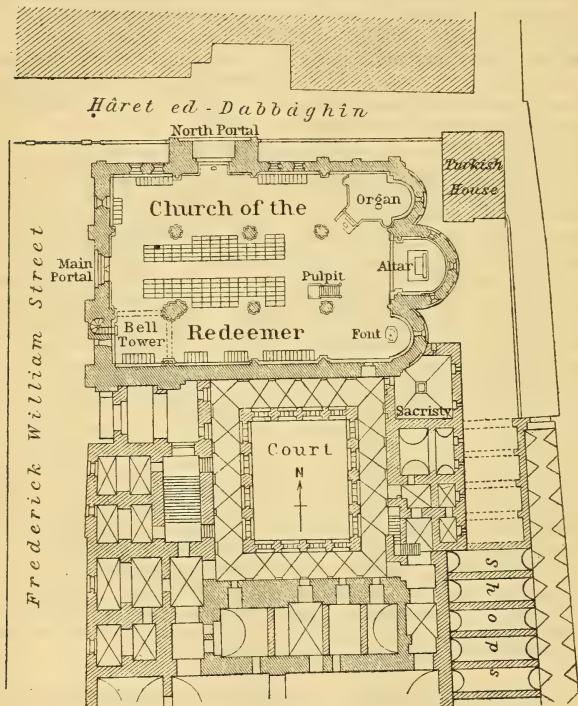 Ḥâret ed-Dabbâghîn
North Portal
Turkish
House
Organ
Church of the
Main
Portal
Altar
Pulpit
Bell
Tower
Redeemer
Font
Sacristy
Court
N
Frederick William Street
Shops